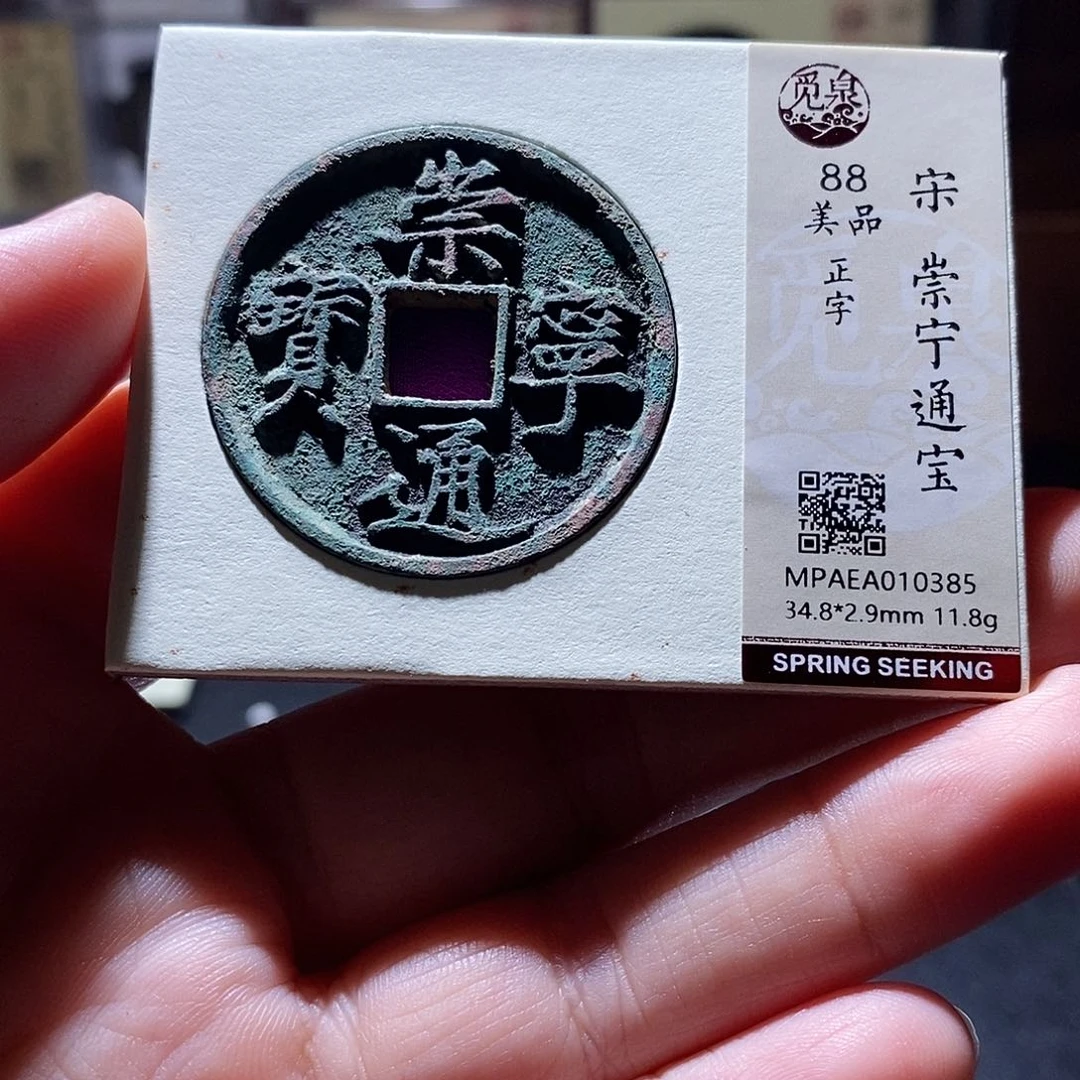 崇寧通寶
覓泉
88
美品
正字
宋 崇宁通宝
MPAEA010385
34.8*2.9mm 11.8g
SPRING SEEKING